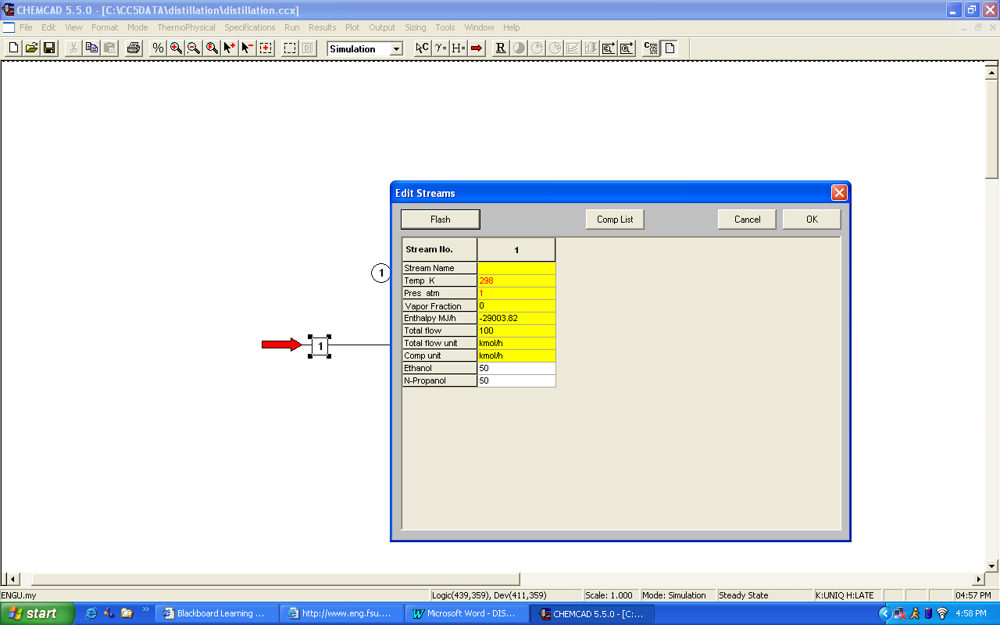 CHEMCAD 5.5.0 - [C:\CC5DATA\distillation\distillation.ccx]
File Edit View Format Mode ThermoPhysical Specifications Run Results Plot Output Sizing Tools Window Help
% Simulation C γ= H= R C
Edit Streams
Flash Comp List Cancel OK
Stream No. 1
Stream Name
1
Temp K 298
Pres atm 1
Vapor Fraction 0
Enthalpy MJ/h -29003.82
Total flow 100
Total flow unit kmol/h
1
Comp unit kmol/h
Ethanol 50
N-Propanol 50
ENGU.my Logic(439,359), Dev(411,359) Scale: 1.000 Mode: Simulation Steady State K:UNIQ H:LATE 04:57 PM
start Blackboard Learning ... http://www.eng.fsu.... Microsoft Word - DIS... CHEMCAD 5.5.0 - [C:... 4:58 PM